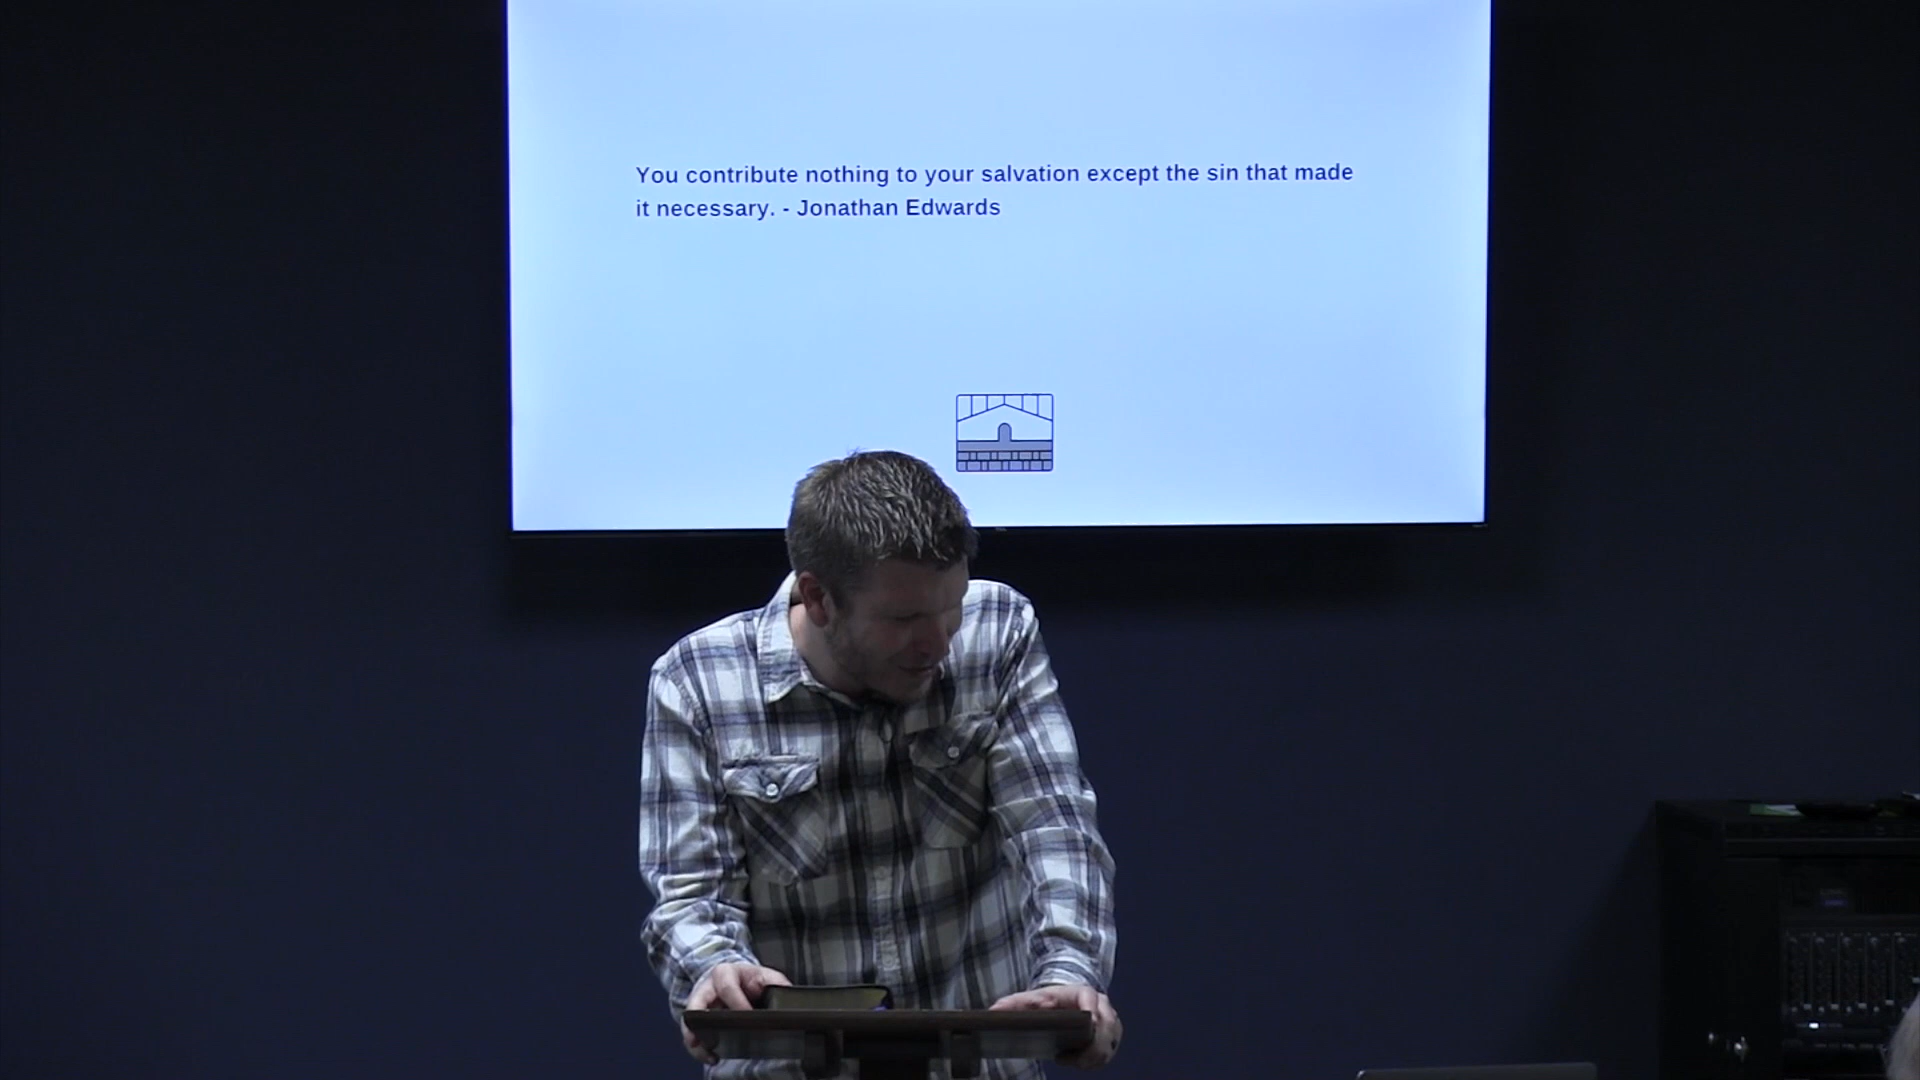 You contribute nothing to your salvation except the sin that made
it necessary. - Jonathan Edwards